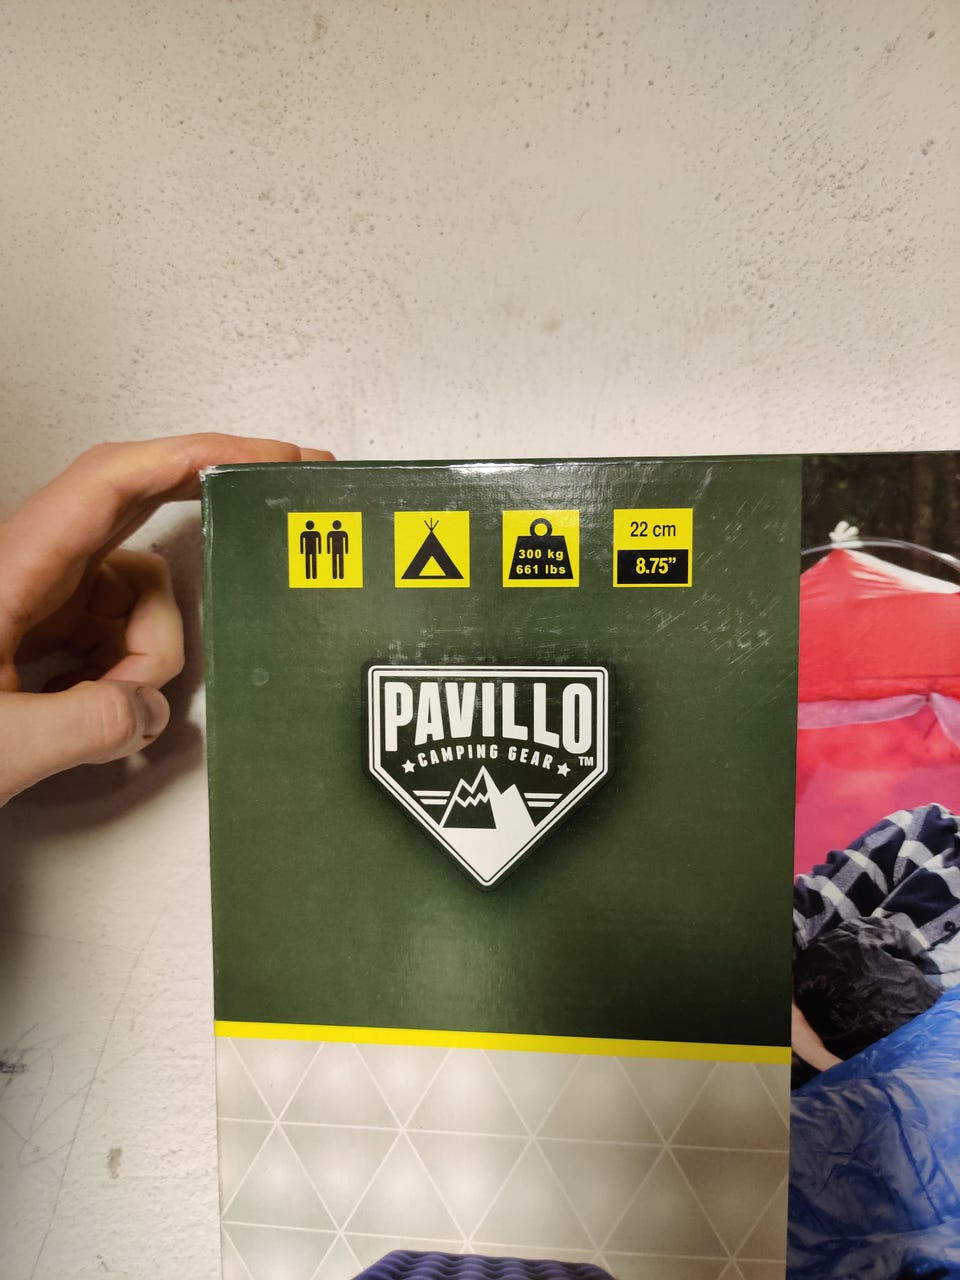 300 kg
661 lbs
22 cm
8.75”
PAVILLO
CAMPING GEAR
TM